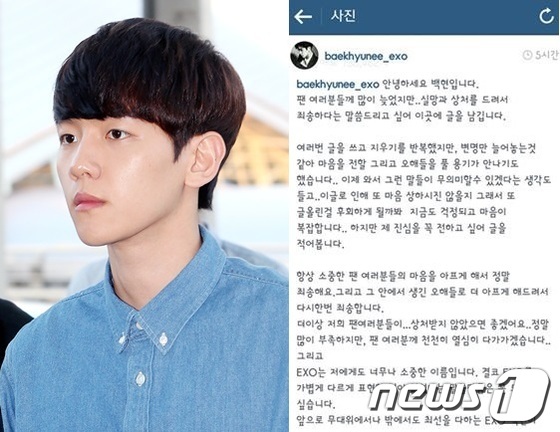 사진
baekhyunee_exo
5시간
baekhyunee_exo 안녕하세요 백현입니다.
팬 여러분들께 많이 늦었지만..실망과 상처를 드려서
죄송하다는 말씀드리고 싶어 이곳에 글을 남깁니다.
여러번 글을 쓰고 지우기를 반복했지만, 변명만 늘어놓는것
같아 마음을 전할 그리고 오해들을 풀 용기가 안나기도
했습니다.. 이제 와서 그런 말들이 무의미할수 있겠다는 생각도
들고..이글로 인해 또 마음 상하시진 않을지 그래서 또
글올린걸 후회하게 될까봐 지금도 걱정되고 마음이
복잡합니다.. 하지만 제 진심을 꼭 전하고 싶어 글을
적어봅니다.
항상 소중한 팬 여러분들의 마음을 아프게 해서 정말
죄송해요.그리고 그 안에서 생긴 오해들로 더 아프게 해드려서
다시한번 죄송합니다.
더이상 저희 팬여러분들이...상처받지 않았으면 좋겠어요..정말
많이 부족하지만, 팬 여러분께 천천히 열심히 다가가겠습니다..
그리고
EXO는 저에게도 너무나 소중한 이름입니다. 결코
가볍게 다르게
싶습니다.
앞으로 무대위에서나 밖에서도 최선을 다하는
news1